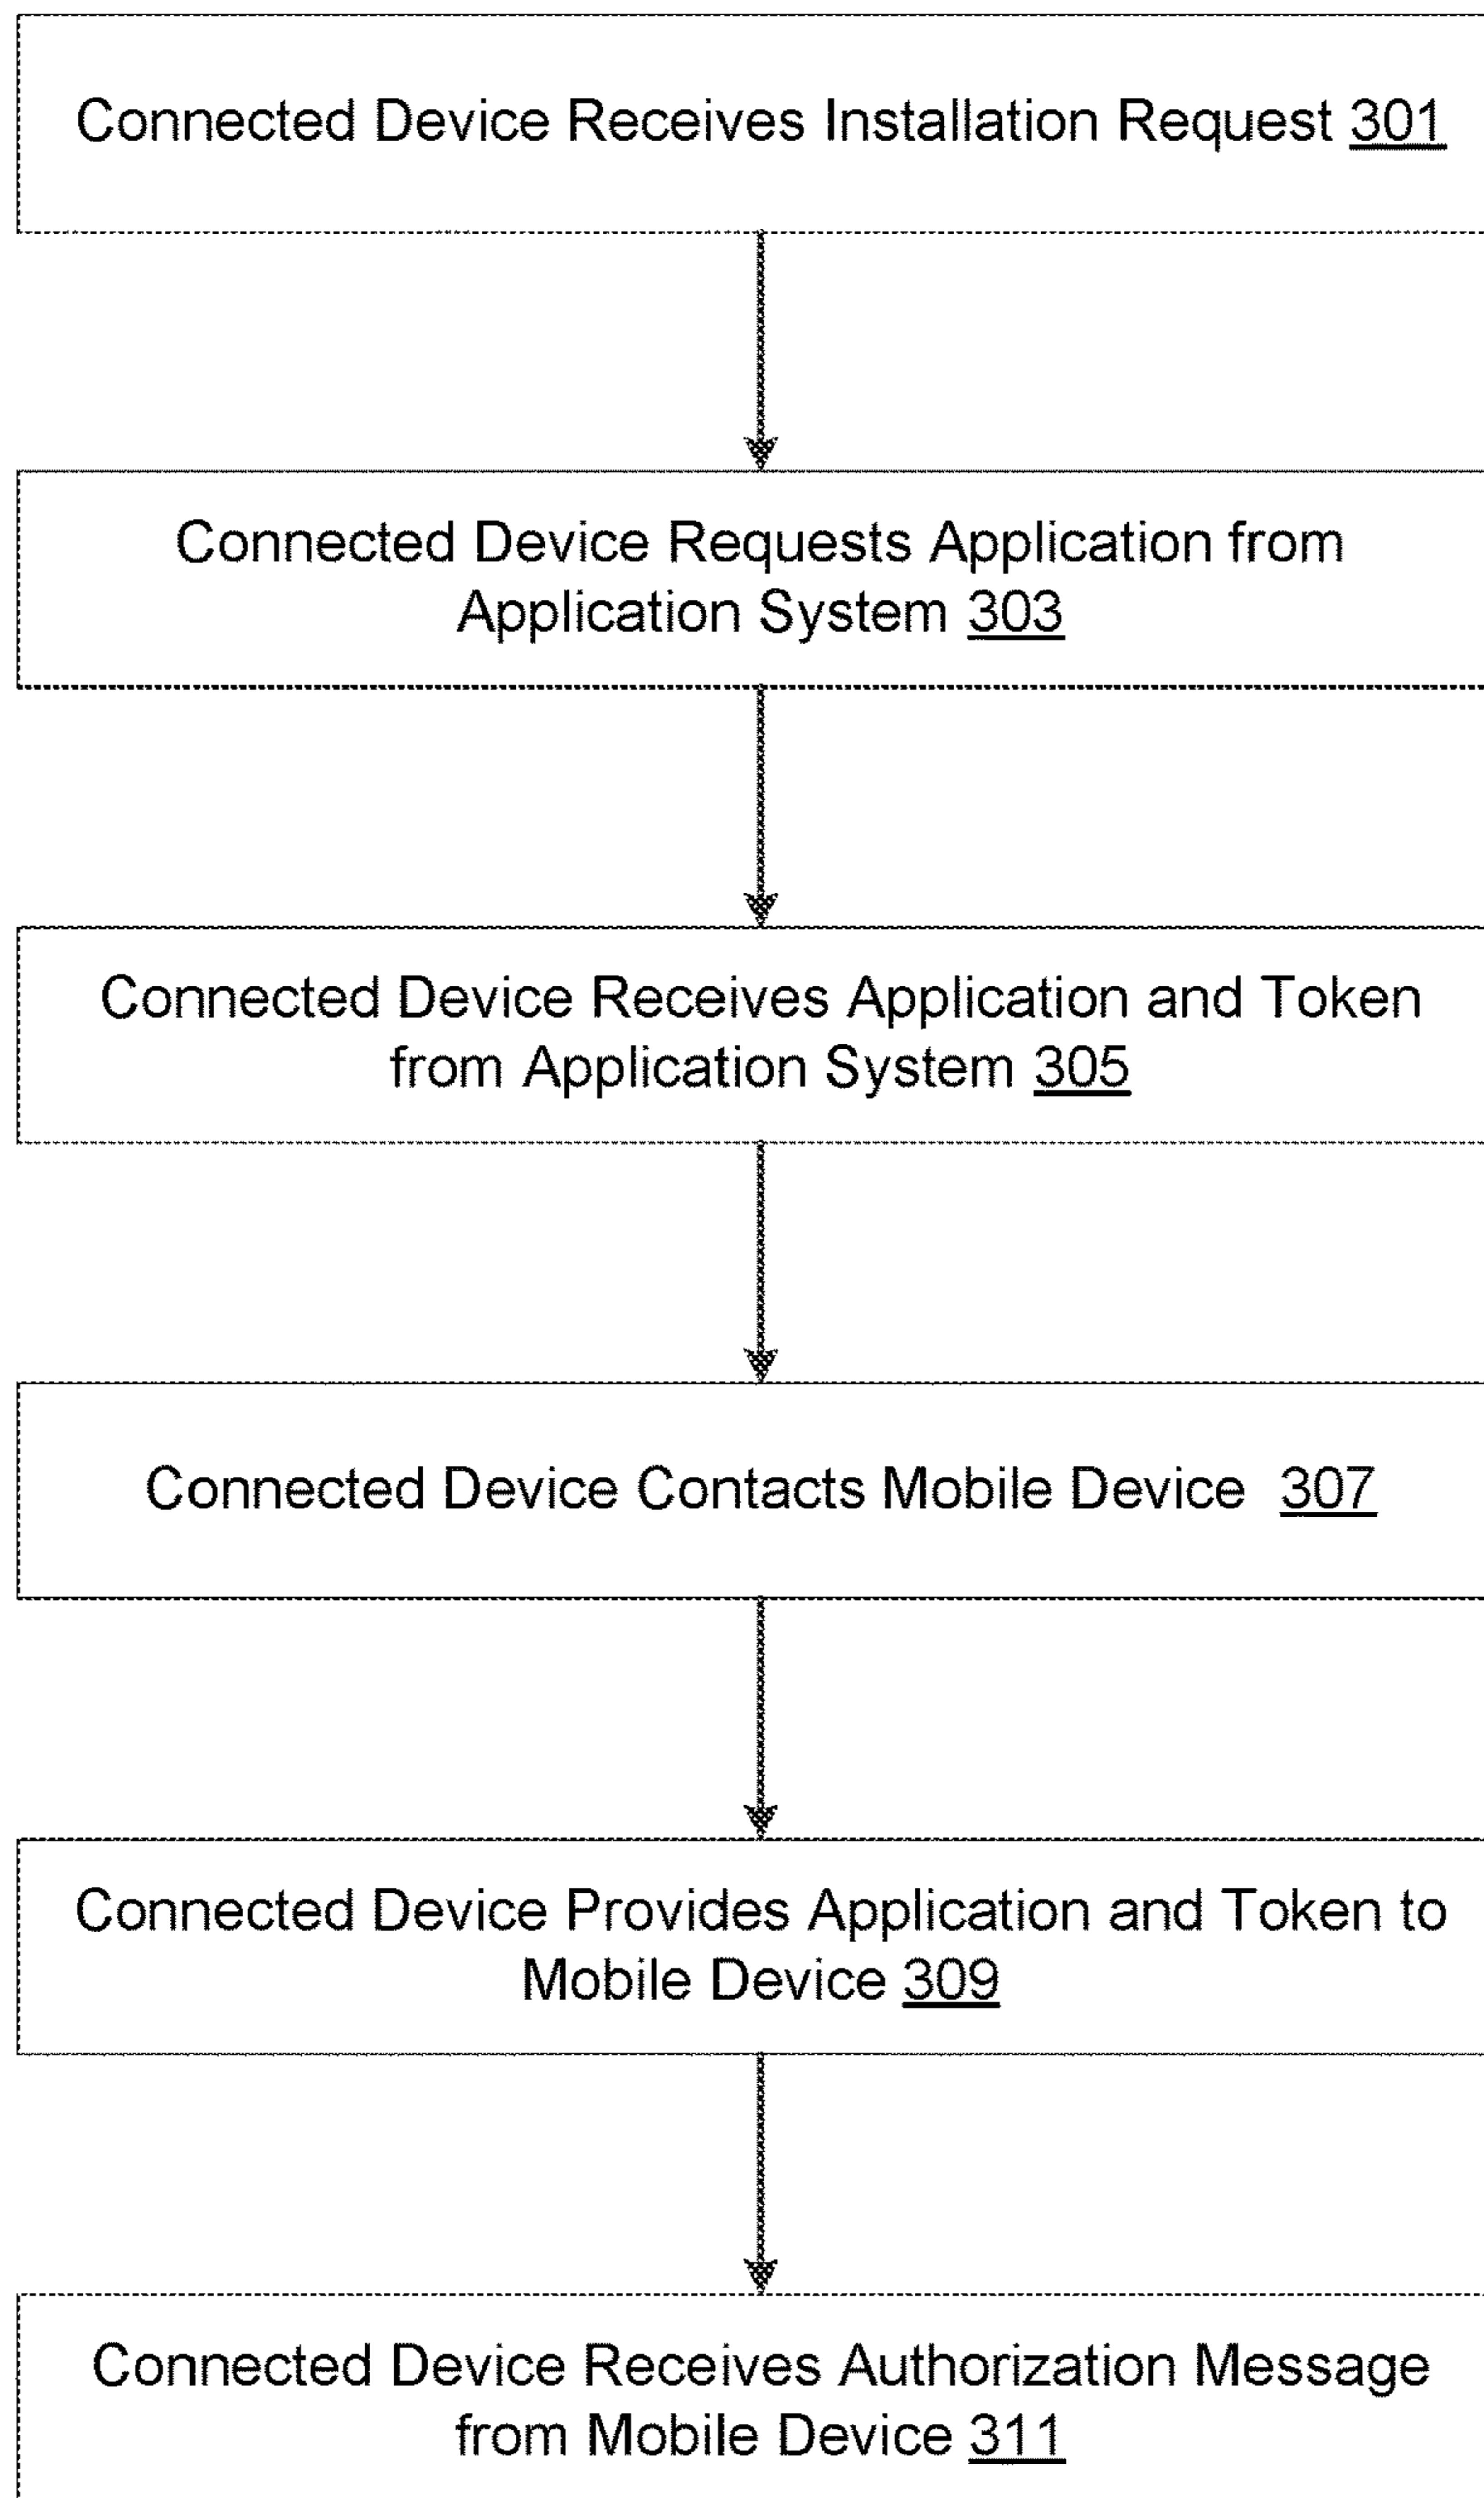 Connected Device Receives Installation Request 301
Connected Device Requests Application from
Application System 303
Connected Device Receives Application and Token
from Application System 305
Connected Device Contacts Mobile Device 307
Connected Device Provides Application and Token to
Mobile Device 309
Connected Device Receives Authorization Message
from Mobile Device 311